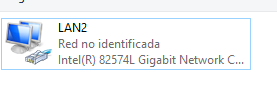 LAN2
Red no identificada
Intel(R) 82574L Gigabit Network C...